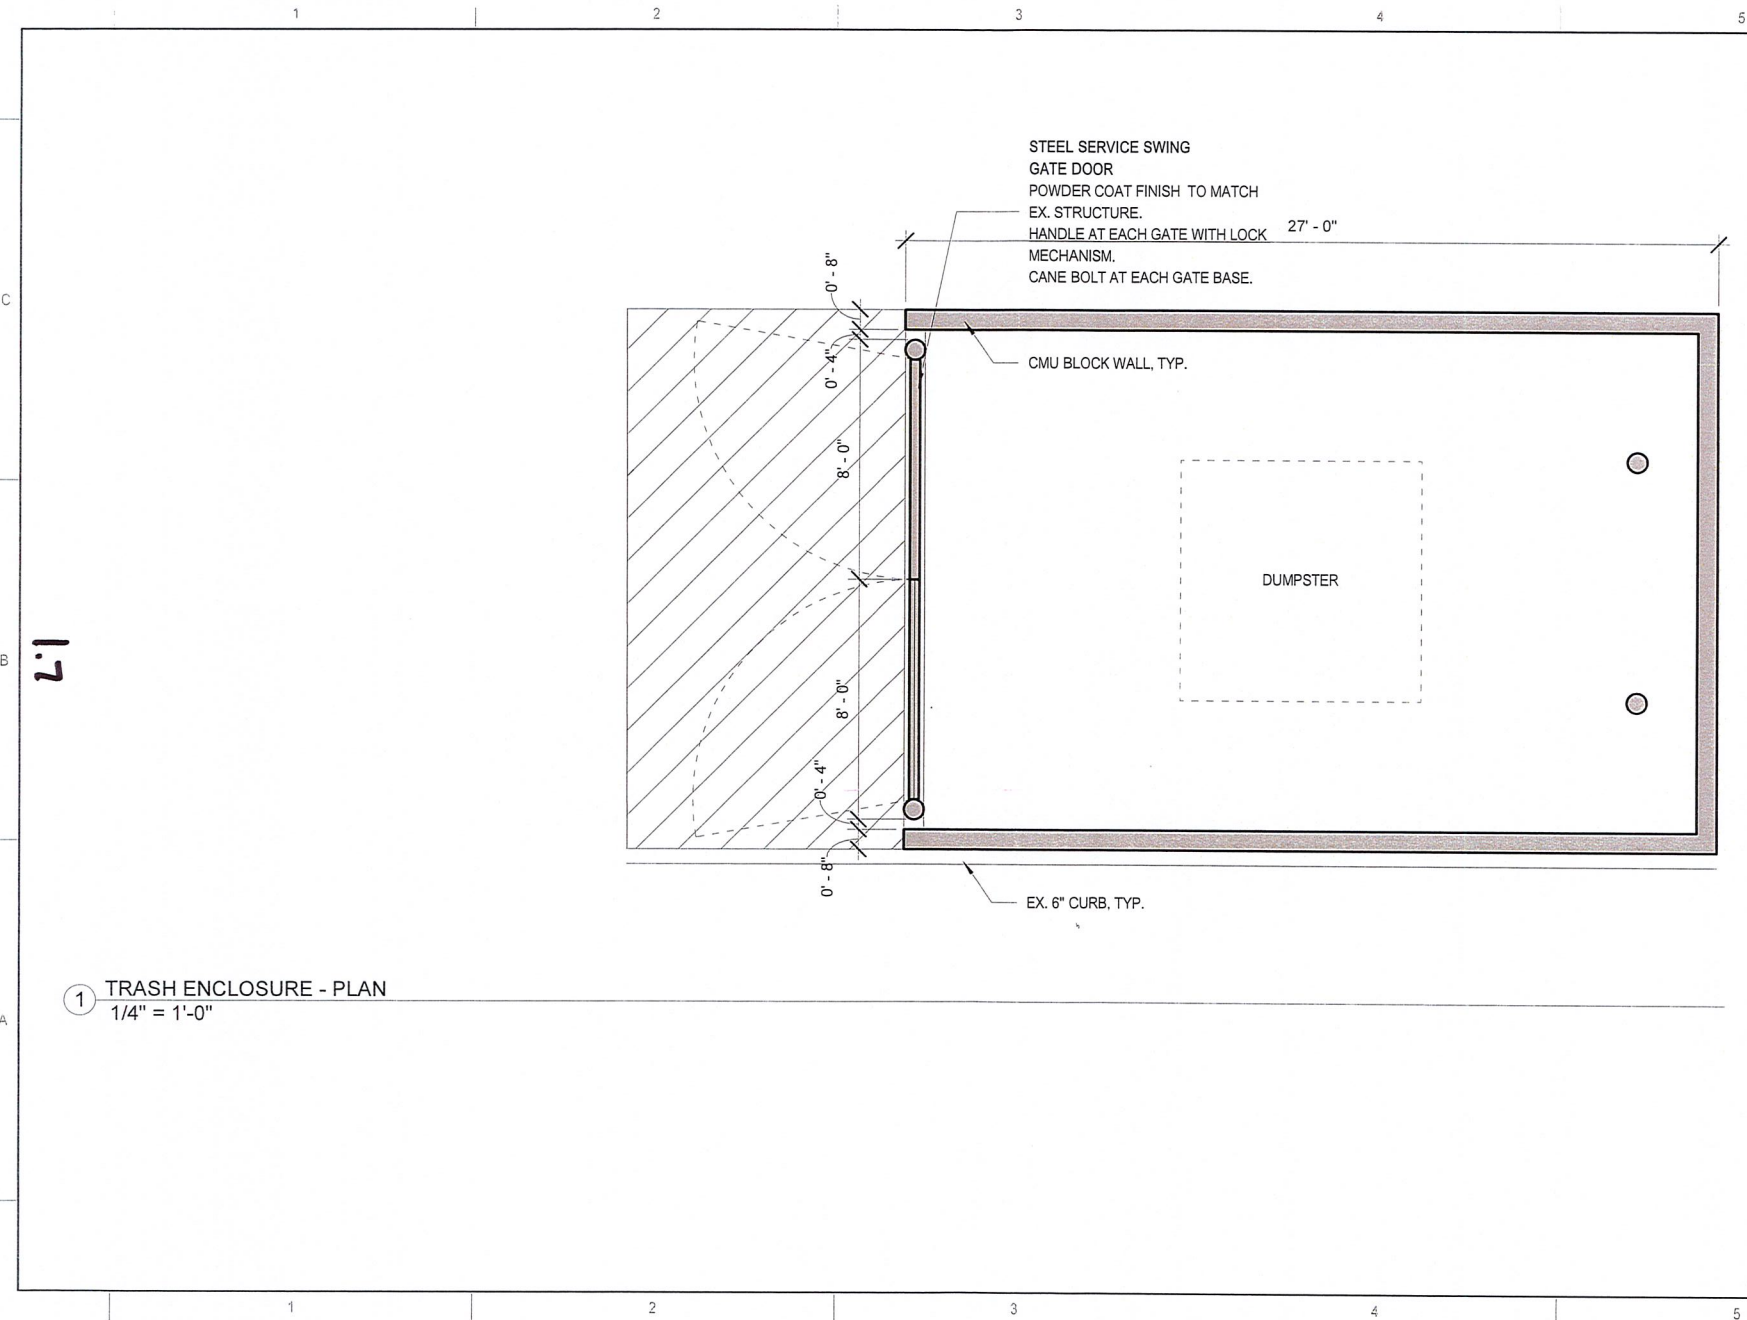 1 2 3 4 5
STEEL SERVICE SWING
GATE DOOR
POWDER COAT FINISH TO MATCH
EX. STRUCTURE.
HANDLE AT EACH GATE WITH LOCK
MECHANISM.
CANE BOLT AT EACH GATE BASE.
27' - 0"
0' - 8"
C
0' - 4"
CMU BLOCK WALL, TYP.
8' - 0"
DUMPSTER
B
1.7
8' - 0"
0' - 4"
0' - 8"
EX. 6" CURB, TYP.
1
TRASH ENCLOSURE - PLAN
1/4" = 1'-0"
A
1 2 3 4 5